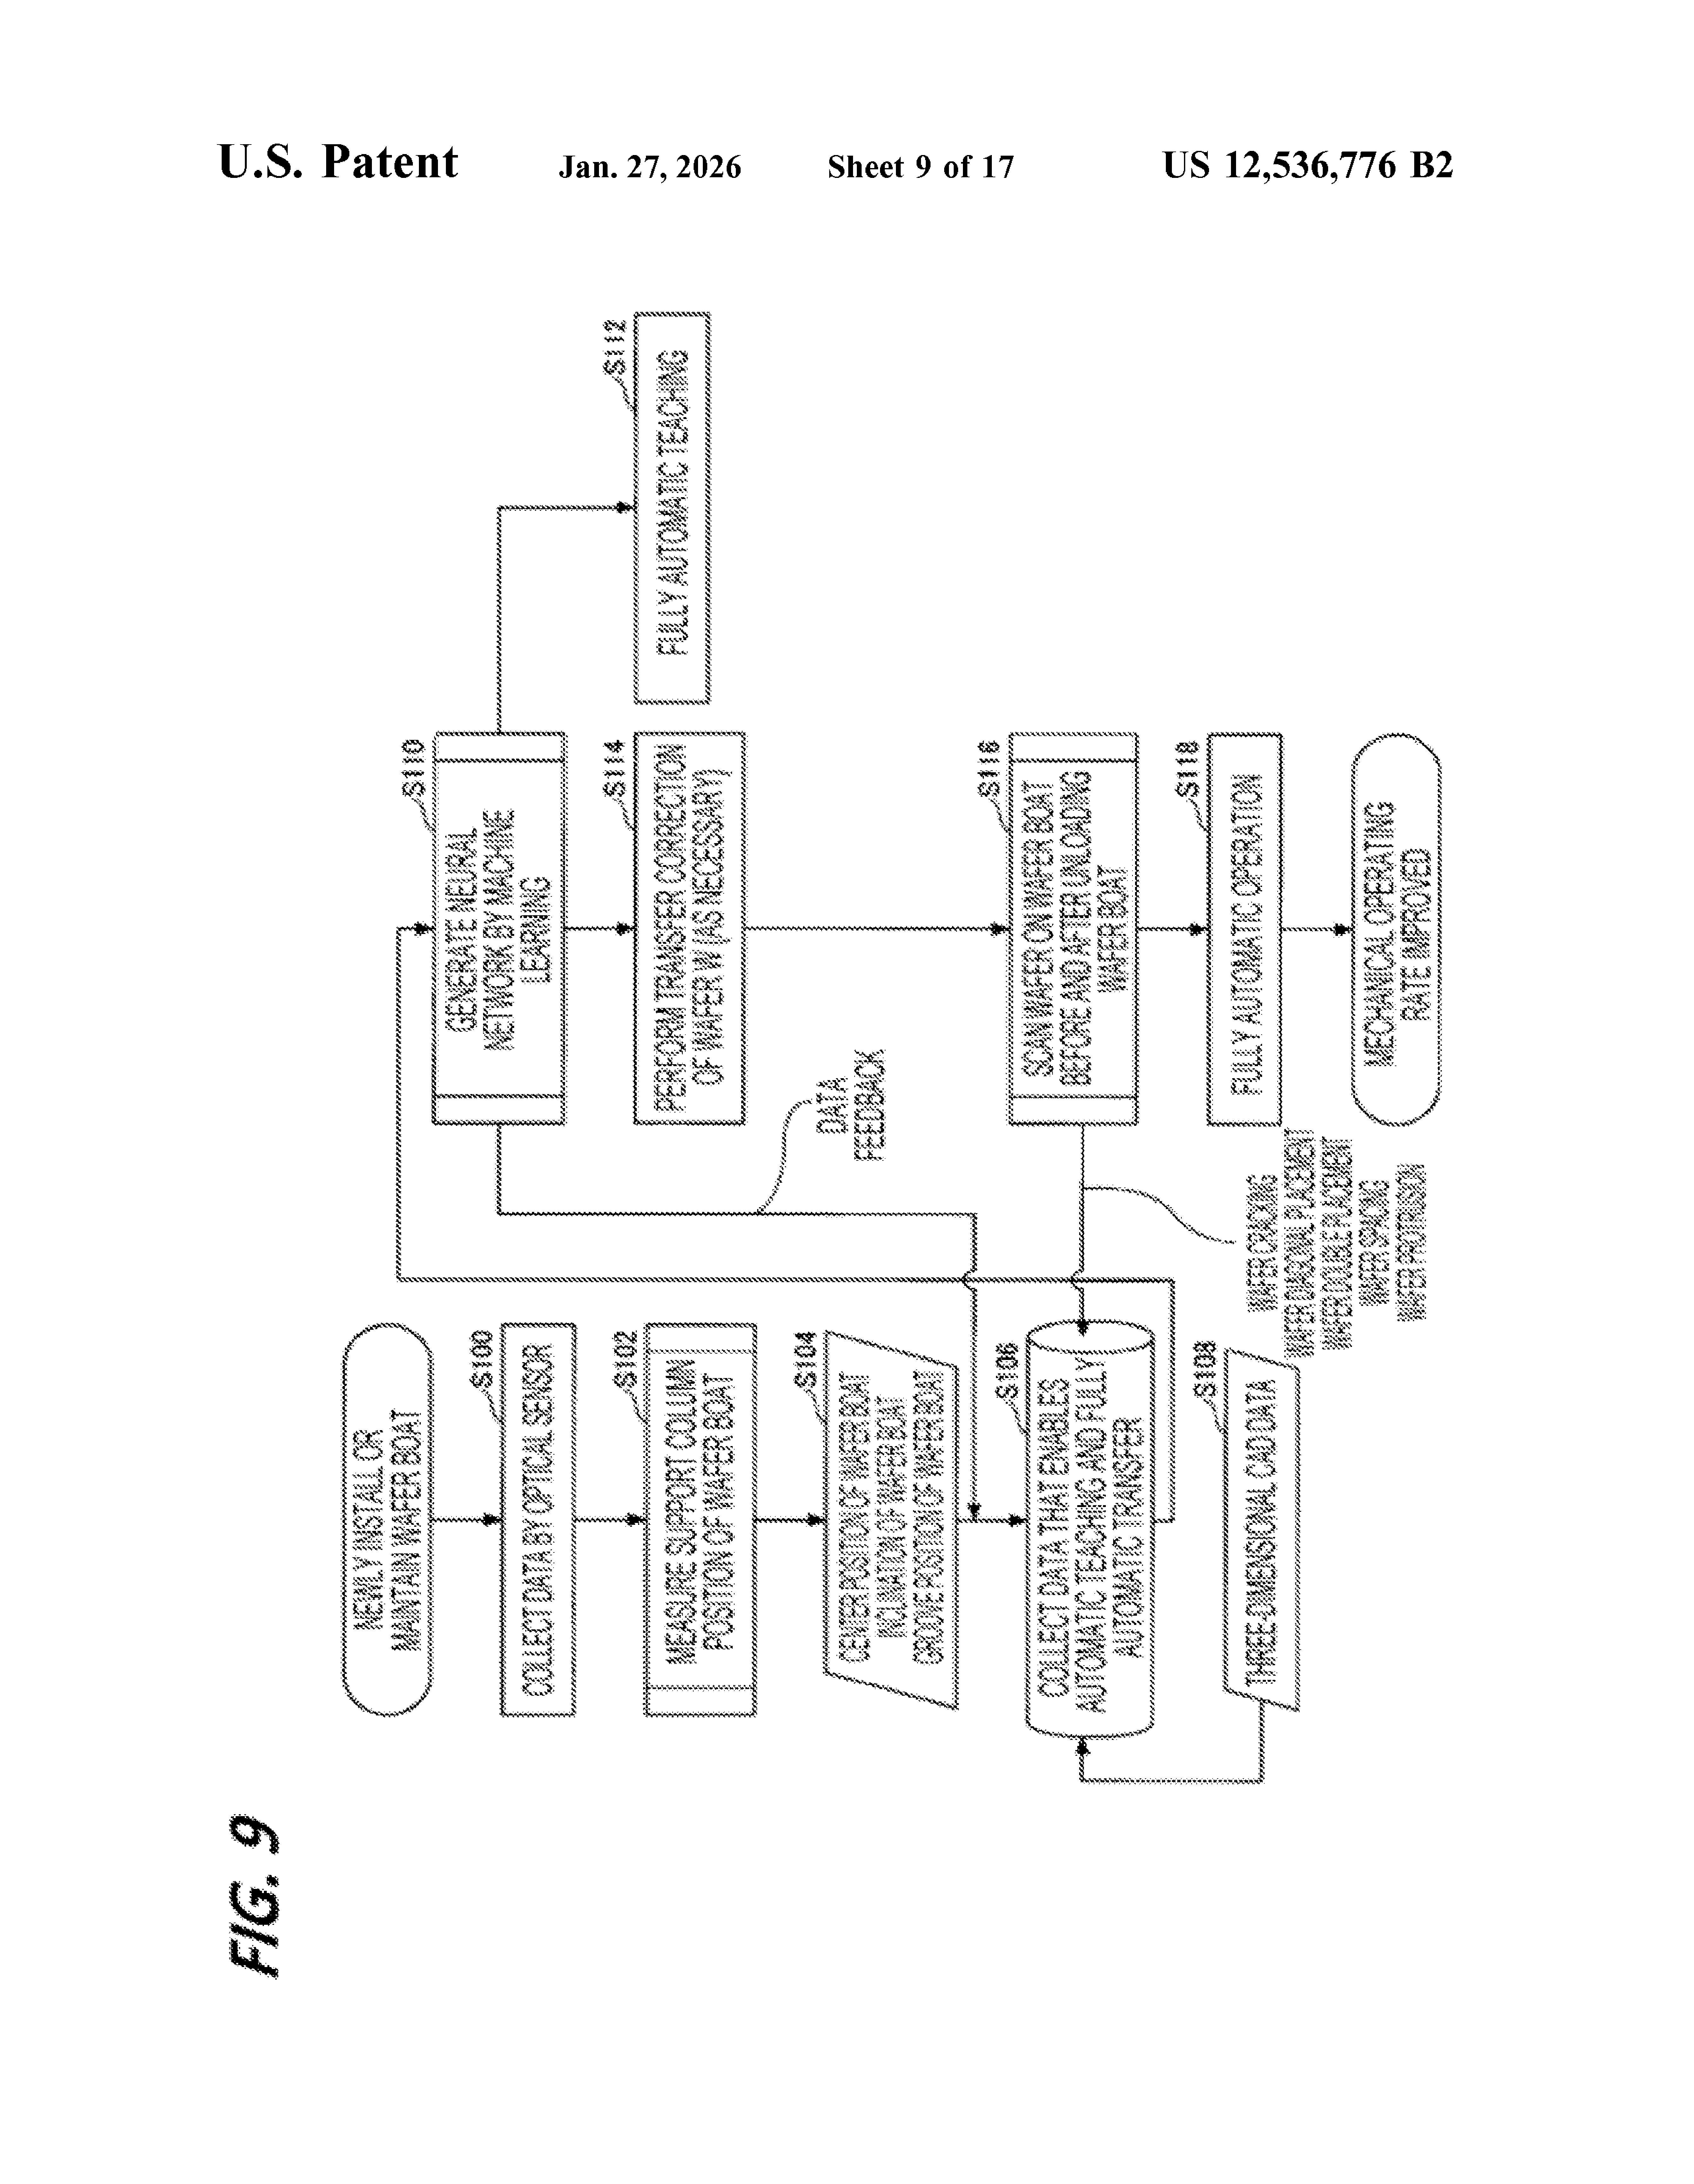 U.S. Patent Jan. 27, 2026 Sheet 9 of 17 US 12,536,776 B2
FIG. 9
NEWLY INSTALL OR
MAINTAIN WAFER BOAT
S100
COLLECT DATA BY OPTICAL SENSOR
S102
MEASURE SUPPORT COLUMN
POSITION OF WAFER BOAT
S104
CENTER POSITION OF WAFER BOAT
INCLINATION OF WAFER BOAT
GROOVE POSITION OF WAFER BOAT
S106
COLLECT DATA THAT ENABLES
AUTOMATIC TEACHING AND FULLY
AUTOMATIC TRANSFER
S108
THREE-DIMENSIONAL CAD DATA
S110
GENERATE NEURAL
NETWORK BY MACHINE
LEARNING
S114
PERFORM TRANSFER CORRECTION
OF WAFER W (AS NECESSARY)
DATA
FEEDBACK
S116
SCAN WAFER ON WAFER BOAT
BEFORE AND AFTER UNLOADING
WAFER BOAT
S118
FULLY AUTOMATIC OPERATION
MECHANICAL OPERATING
RATE IMPROVED
WAFER CRACKING
WAFER DIAGONAL PLACEMENT
WAFER DOUBLE PLACEMENT
WAFER SPACING
WAFER PROTRUSION
S112
FULLY AUTOMATIC TEACHING